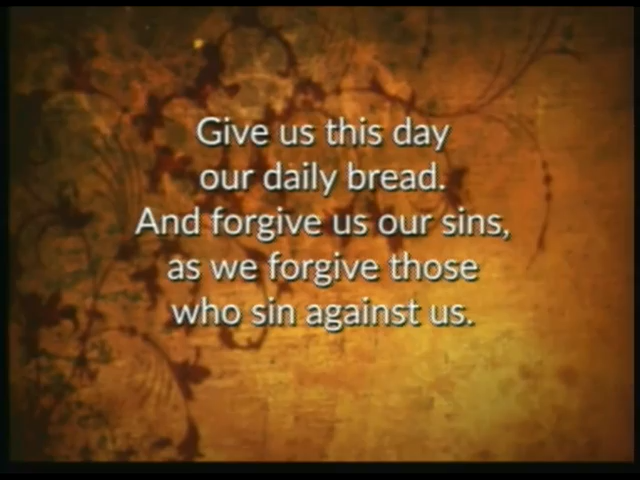 Give us this day
our daily bread.
And forgive us our sins,
as we forgive those
who sin against us.